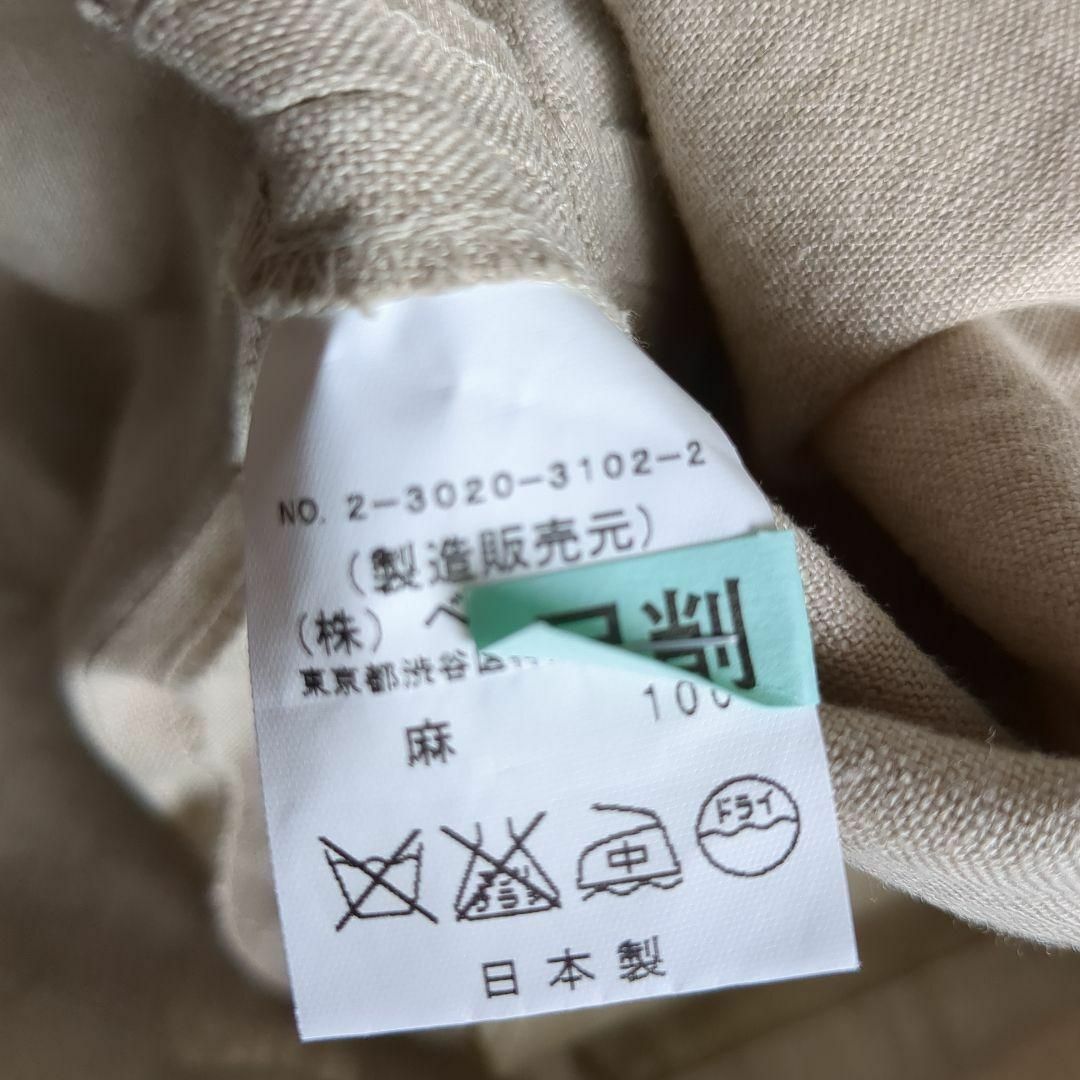 NO. 2-3020-3102-2
(製造販売元)
(株) ベ
東京都渋谷区
麻 100
中
ドライ
日本製